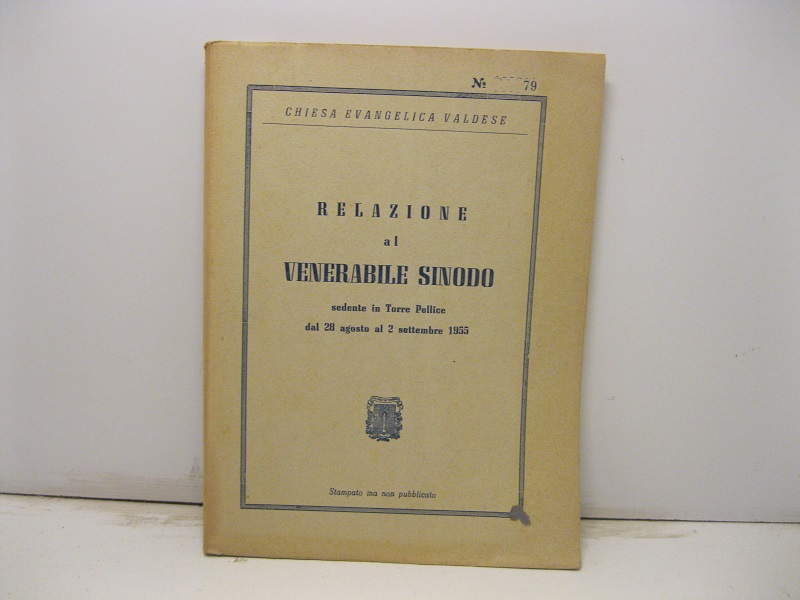 Nº 79
CHIESA EVANGELICA VALDESE
RELAZIONE
al
VENERABILE SINODO
sedente in Torre Pellice
dal 28 agosto al 2 settembre 1955
Stampato ma non pubblicato